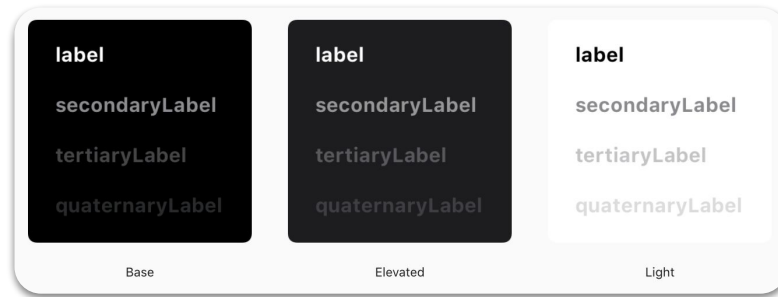 label
secondaryLabel
tertiaryLabel
quaternaryLabel
Base
label
secondaryLabel
tertiaryLabel
quaternaryLabel
Elevated
label
secondaryLabel
tertiaryLabel
quaternaryLabel
Light